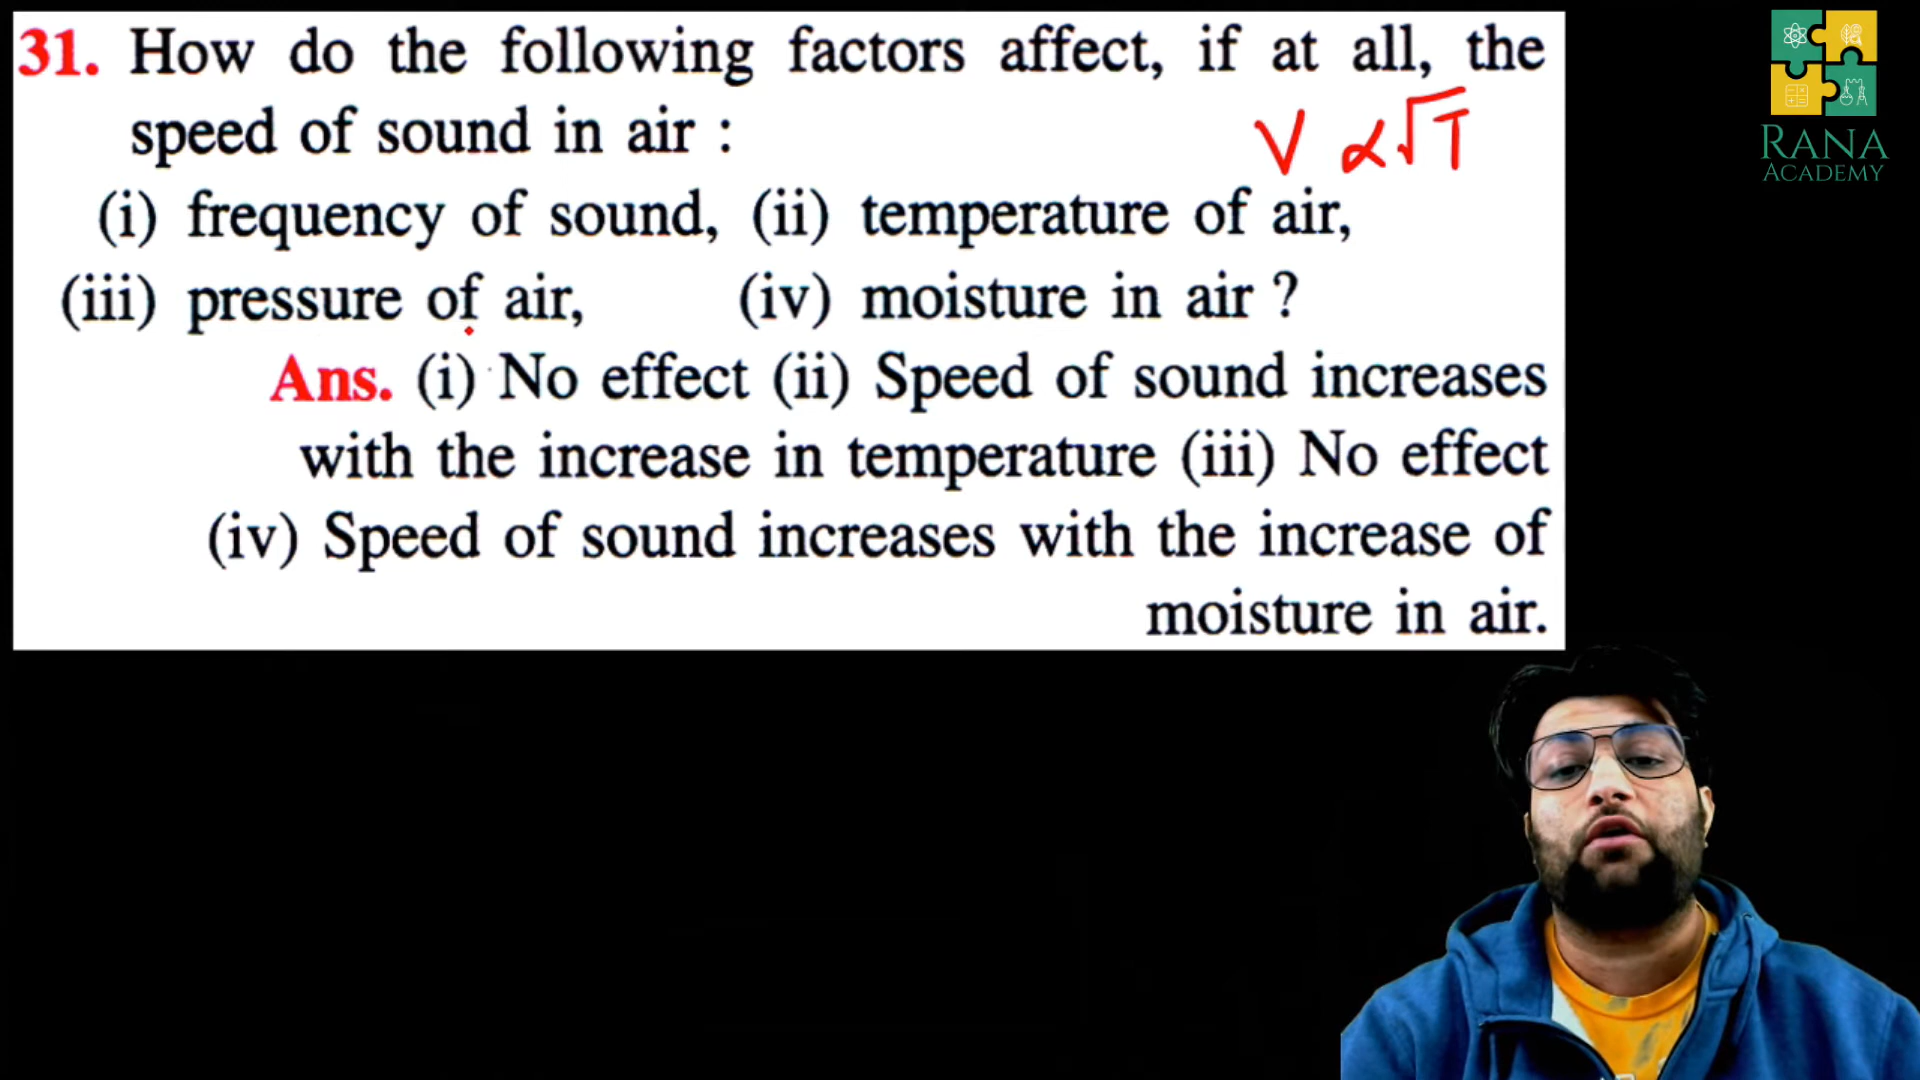 31. How do the following factors affect, if at all, the
speed of sound in air :
V ∝ √T
(i) frequency of sound, (ii) temperature of air,
(iii) pressure of air, (iv) moisture in air ?
Ans. (i) No effect (ii) Speed of sound increases
with the increase in temperature (iii) No effect
(iv) Speed of sound increases with the increase of
moisture in air.
RANA
ACADEMY